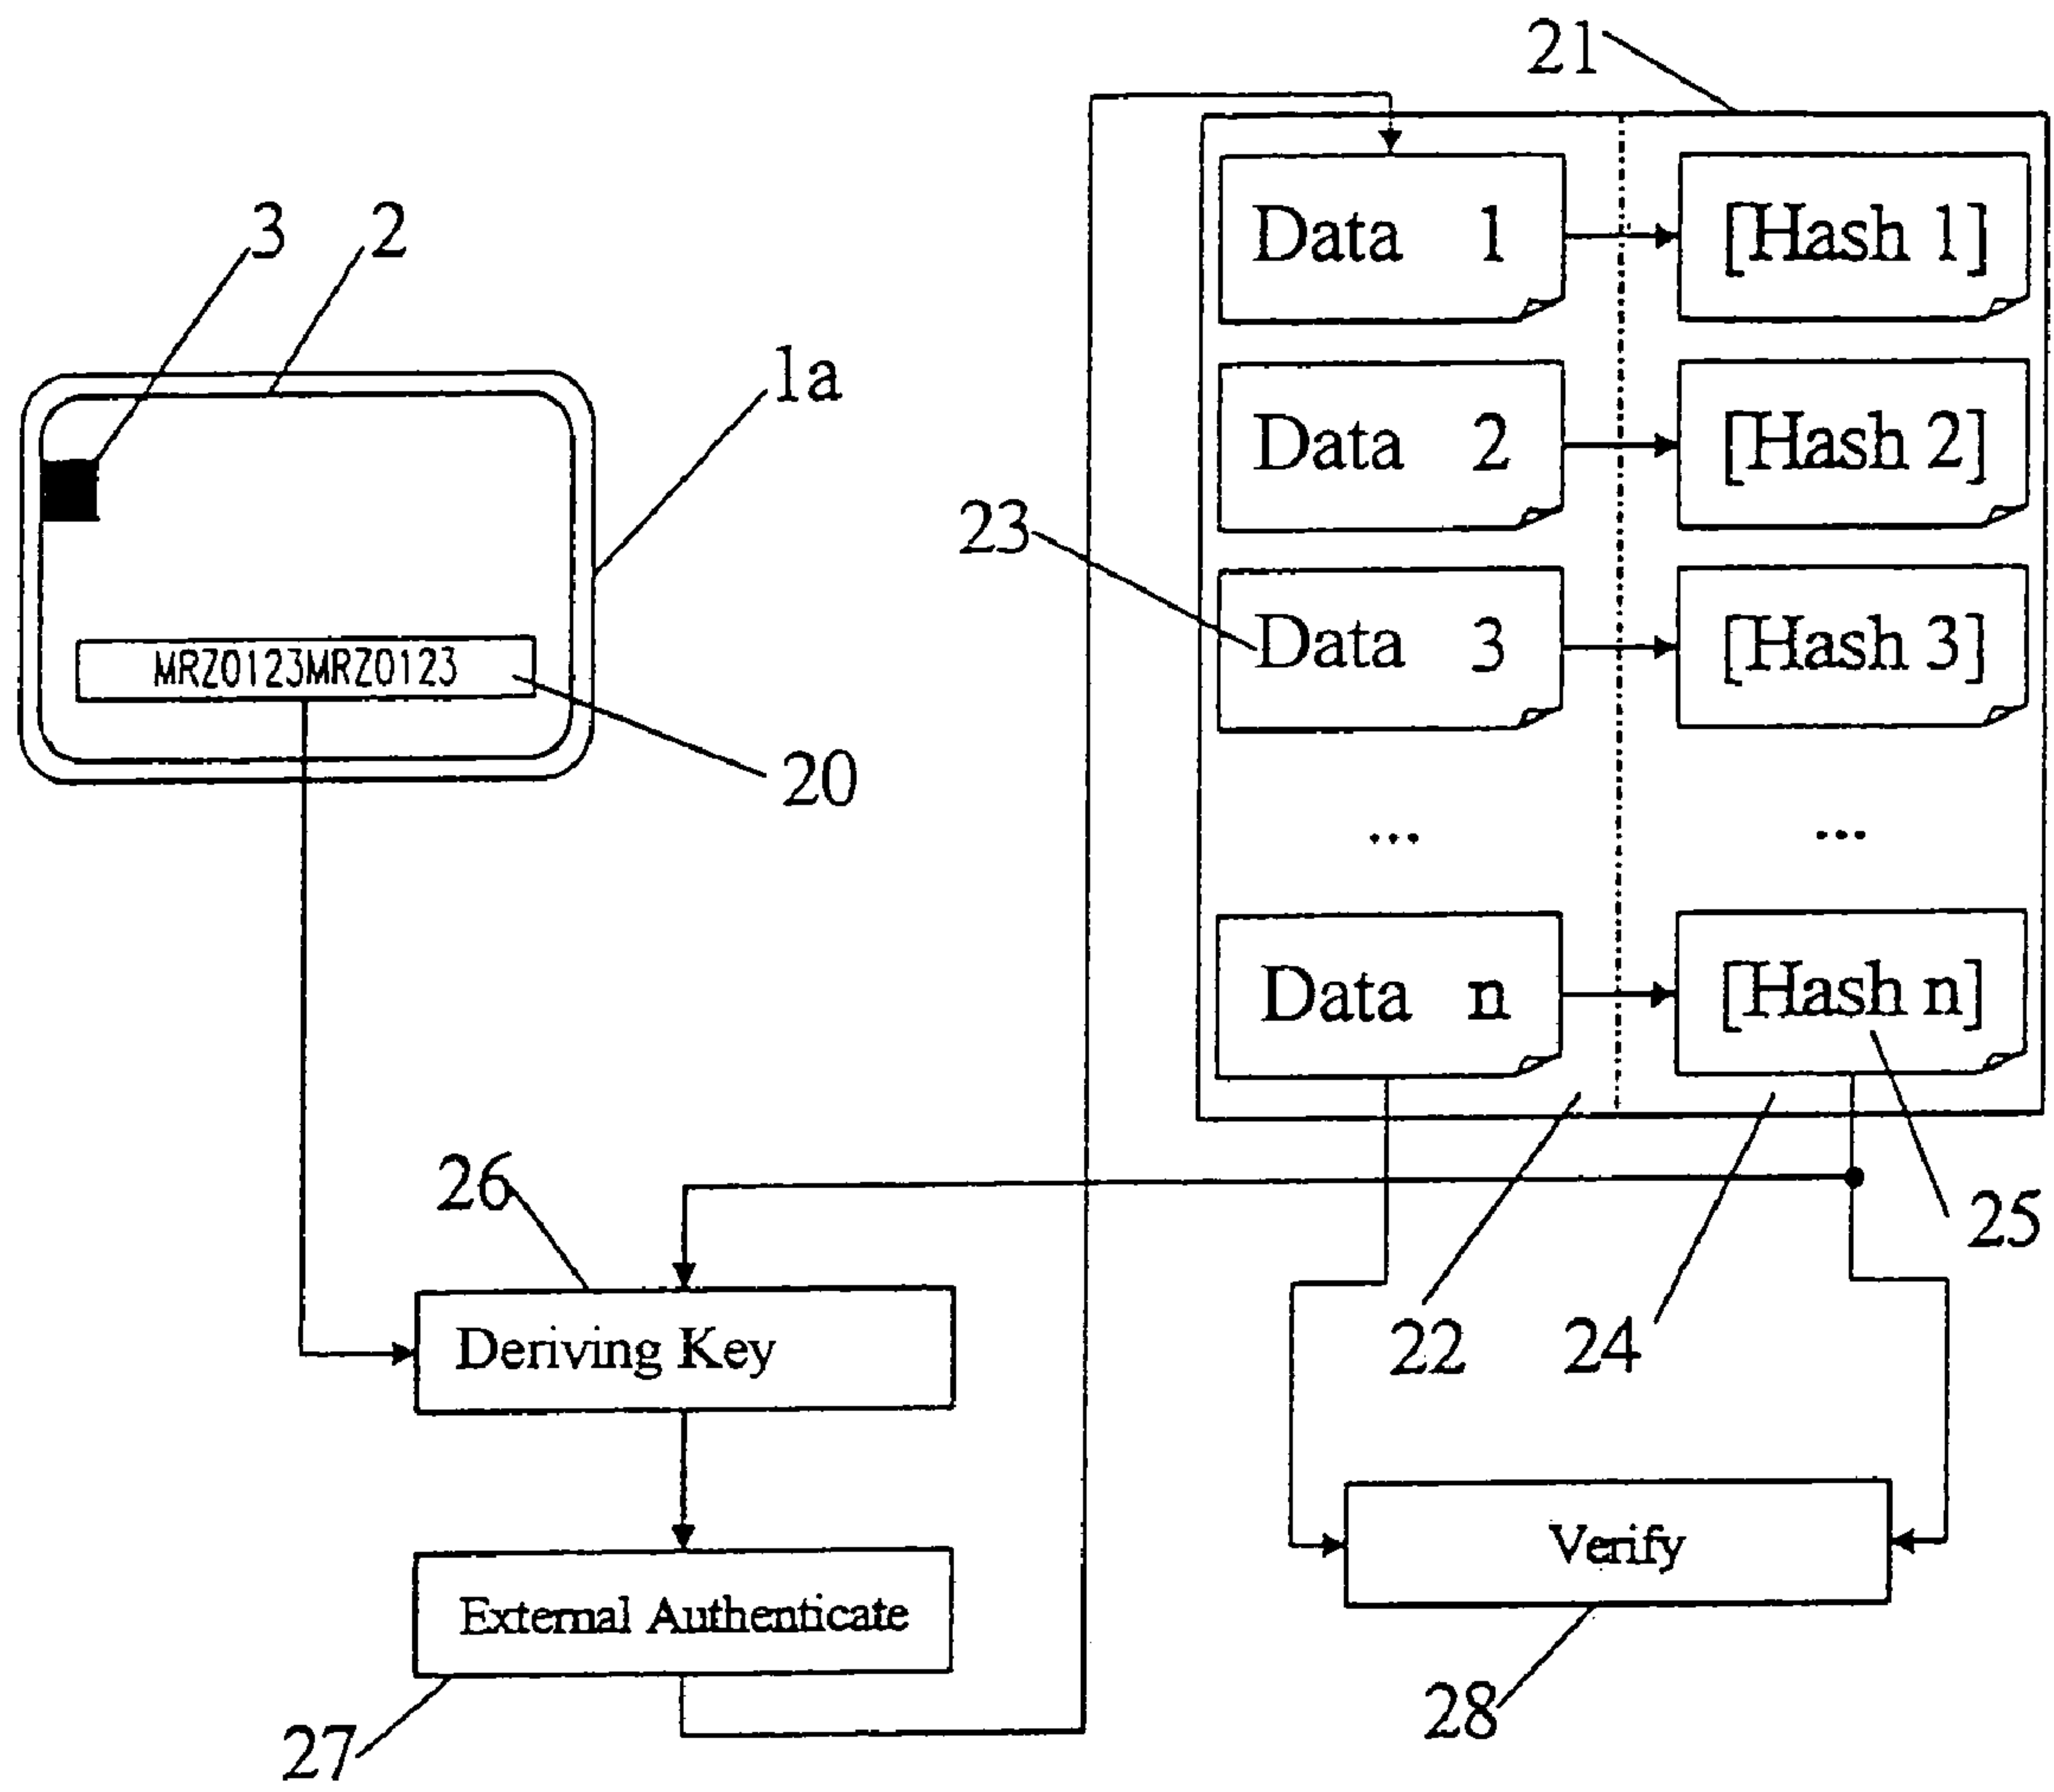 21
3
2
1a
Data 1
[Hash 1]
Data 2
[Hash 2]
23
Data 3
[Hash 3]
MRZ0123MRZ0123
20
...
...
Data n
[Hash n]
26
25
22
24
Deriving Key
Verify
External Authenticate
28
27